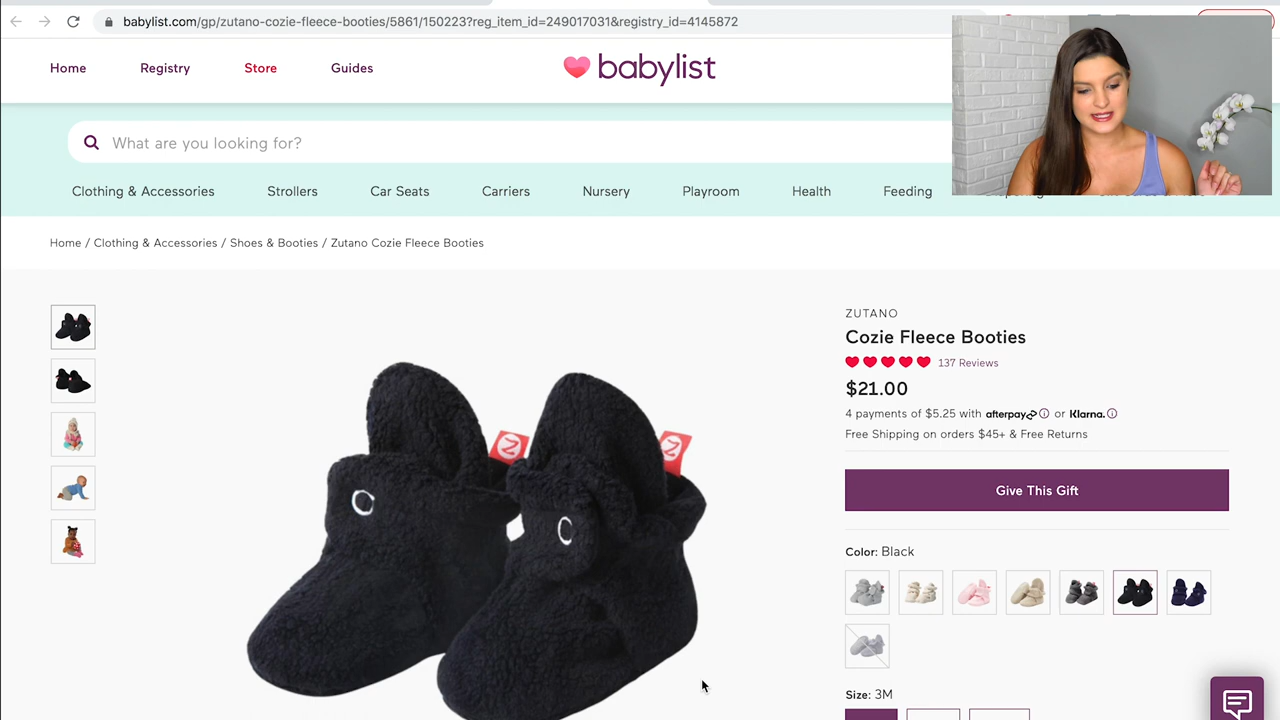 babylist.com/gp/zutano-cozie-fleece-booties/5861/150223?reg_item_id=249017031&registry_id=4145872
Home Registry Store Guides
babylist
What are you looking for?
Clothing & Accessories Strollers Car Seats Carriers Nursery Playroom Health Feeding
Home / Clothing & Accessories / Shoes & Booties / Zutano Cozie Fleece Booties
ZUTANO
Cozie Fleece Booties
137 Reviews
$21.00
4 payments of $5.25 with afterpay or Klarna.
Free Shipping on orders $45+ & Free Returns
Z Z
Give This Gift
Color: Black
Size: 3M